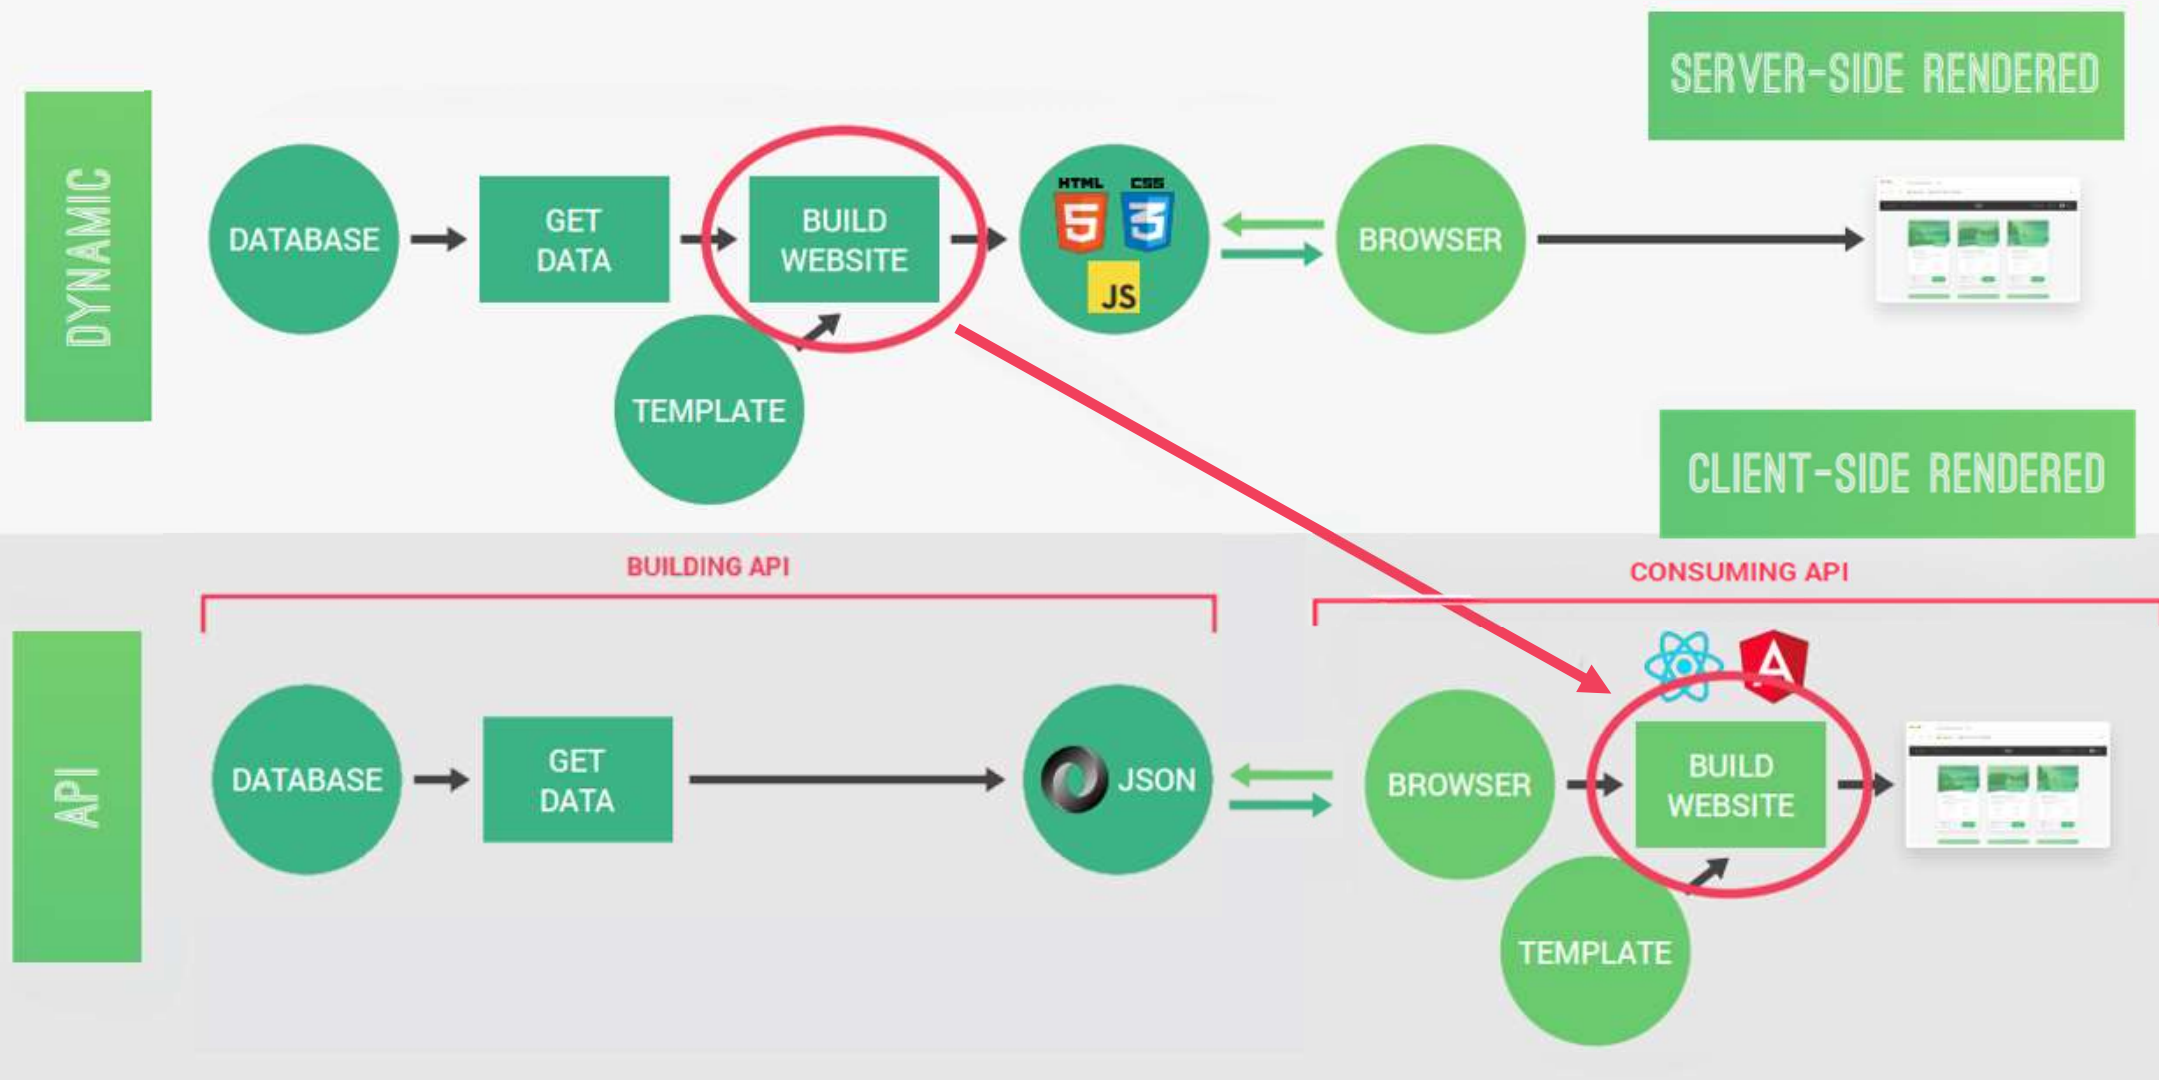 SERVER-SIDE RENDERED
DYNAMIC
DATABASE
GET
DATA
BUILD
WEBSITE
HTML
5
CSS
3
JS
BROWSER
TEMPLATE
CLIENT-SIDE RENDERED
BUILDING API
CONSUMING API
API
DATABASE
GET
DATA
JSON
BROWSER
A
BUILD
WEBSITE
TEMPLATE